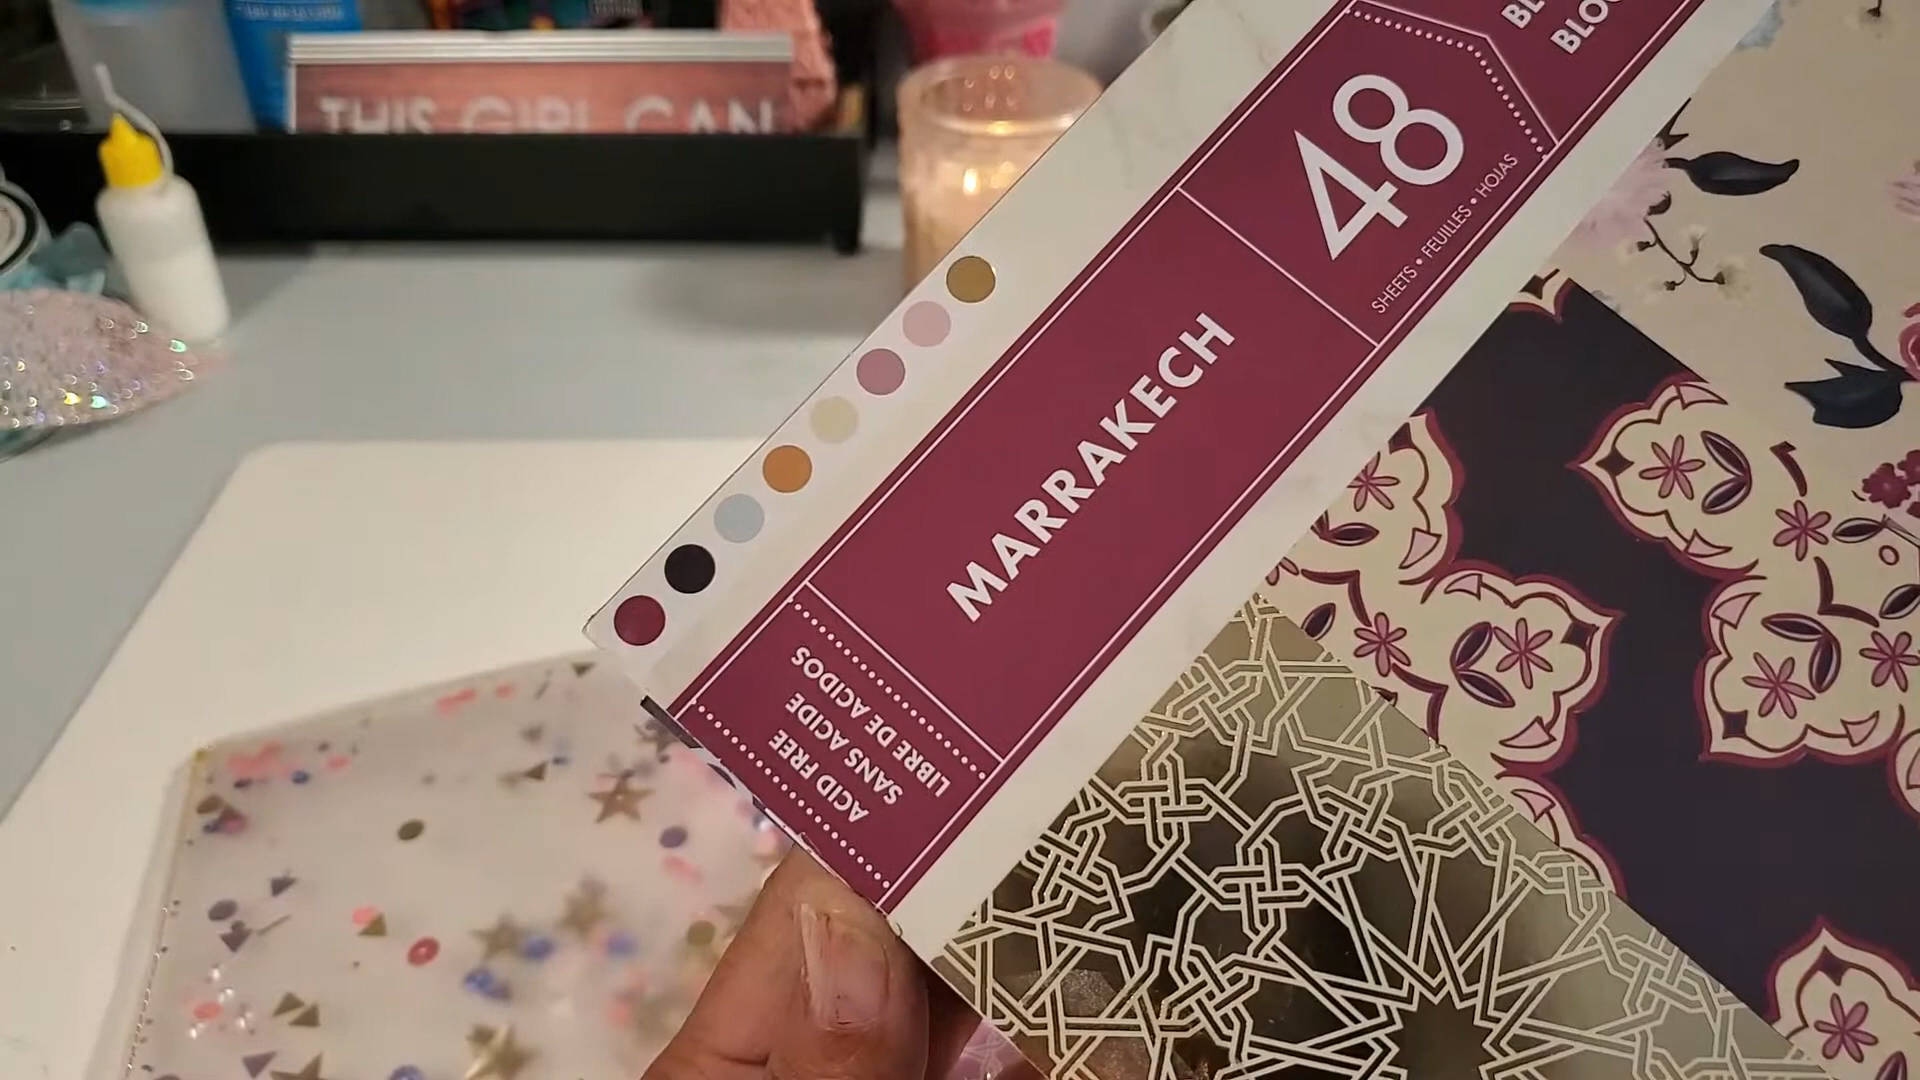 THIS GIRL CAN
48
SHEETS • FEUILLES • HOJAS
MARRAKECH
ACID FREE
SANS ACIDE
LIBRE DE ACIDOS